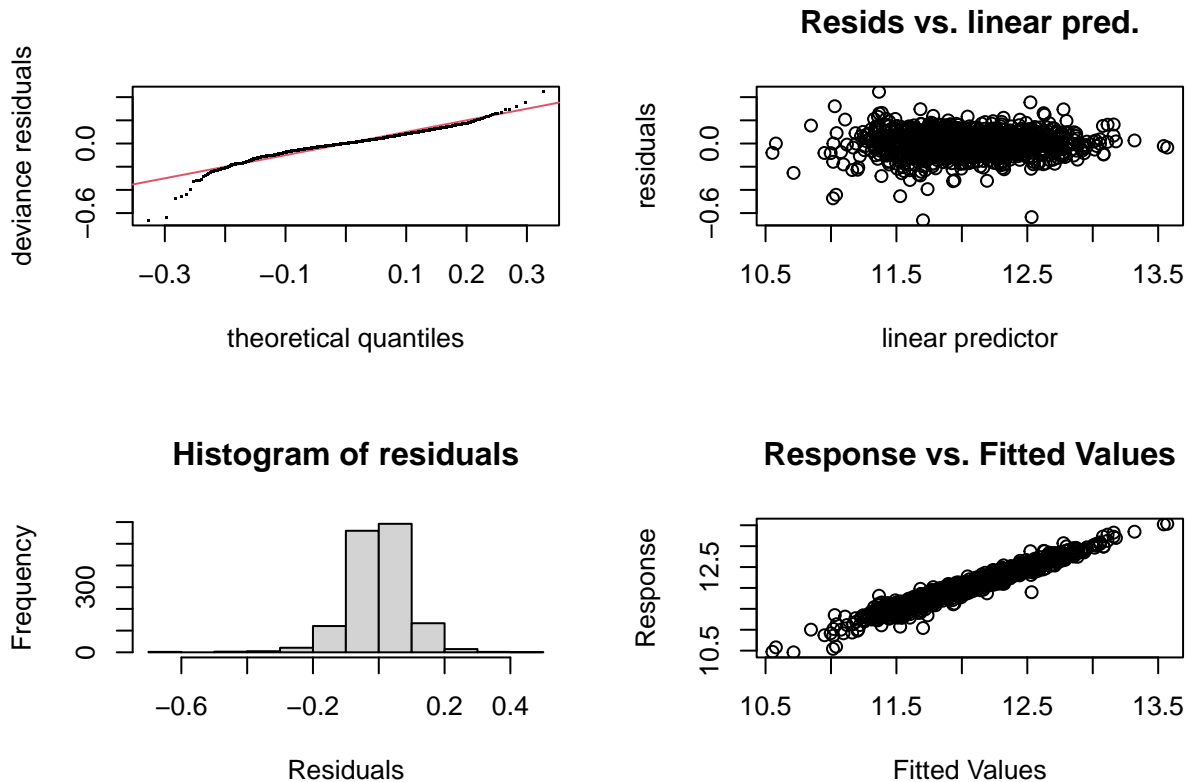 deviance residuals
−0.6
0.0
−0.3
−0.1
0.1
0.2
0.3
theoretical quantiles
Resids vs. linear pred.
residuals
−0.6
0.0
10.5
11.5
12.5
13.5
linear predictor
Histogram of residuals
Frequency
0
300
−0.6
−0.2
0.2
0.4
Residuals
Response vs. Fitted Values
Response
10.5
12.5
10.5
11.5
12.5
13.5
Fitted Values